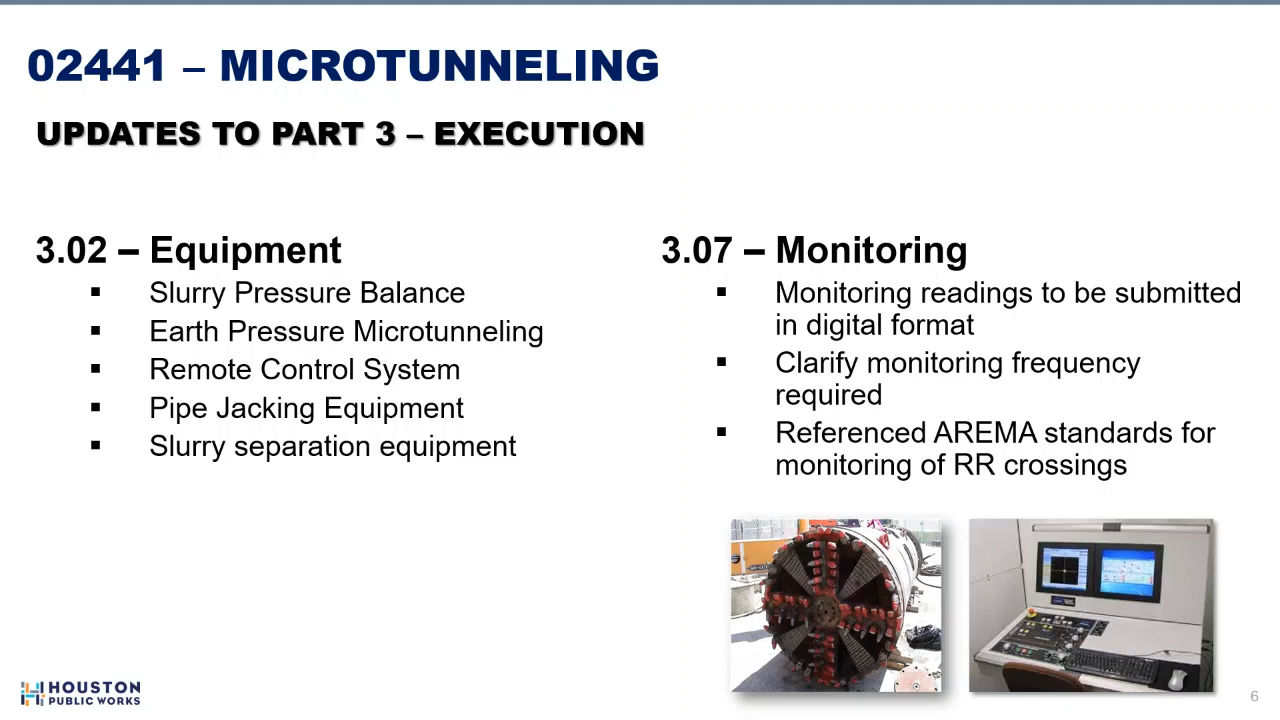 02441 – MICROTUNNELING
UPDATES TO PART 3 – EXECUTION
3.02 – Equipment
▪ Slurry Pressure Balance
▪ Earth Pressure Microtunneling
▪ Remote Control System
▪ Pipe Jacking Equipment
▪ Slurry separation equipment
3.07 – Monitoring
▪ Monitoring readings to be submitted
in digital format
▪ Clarify monitoring frequency
required
▪ Referenced AREMA standards for
monitoring of RR crossings
HOUSTON
PUBLIC WORKS
6